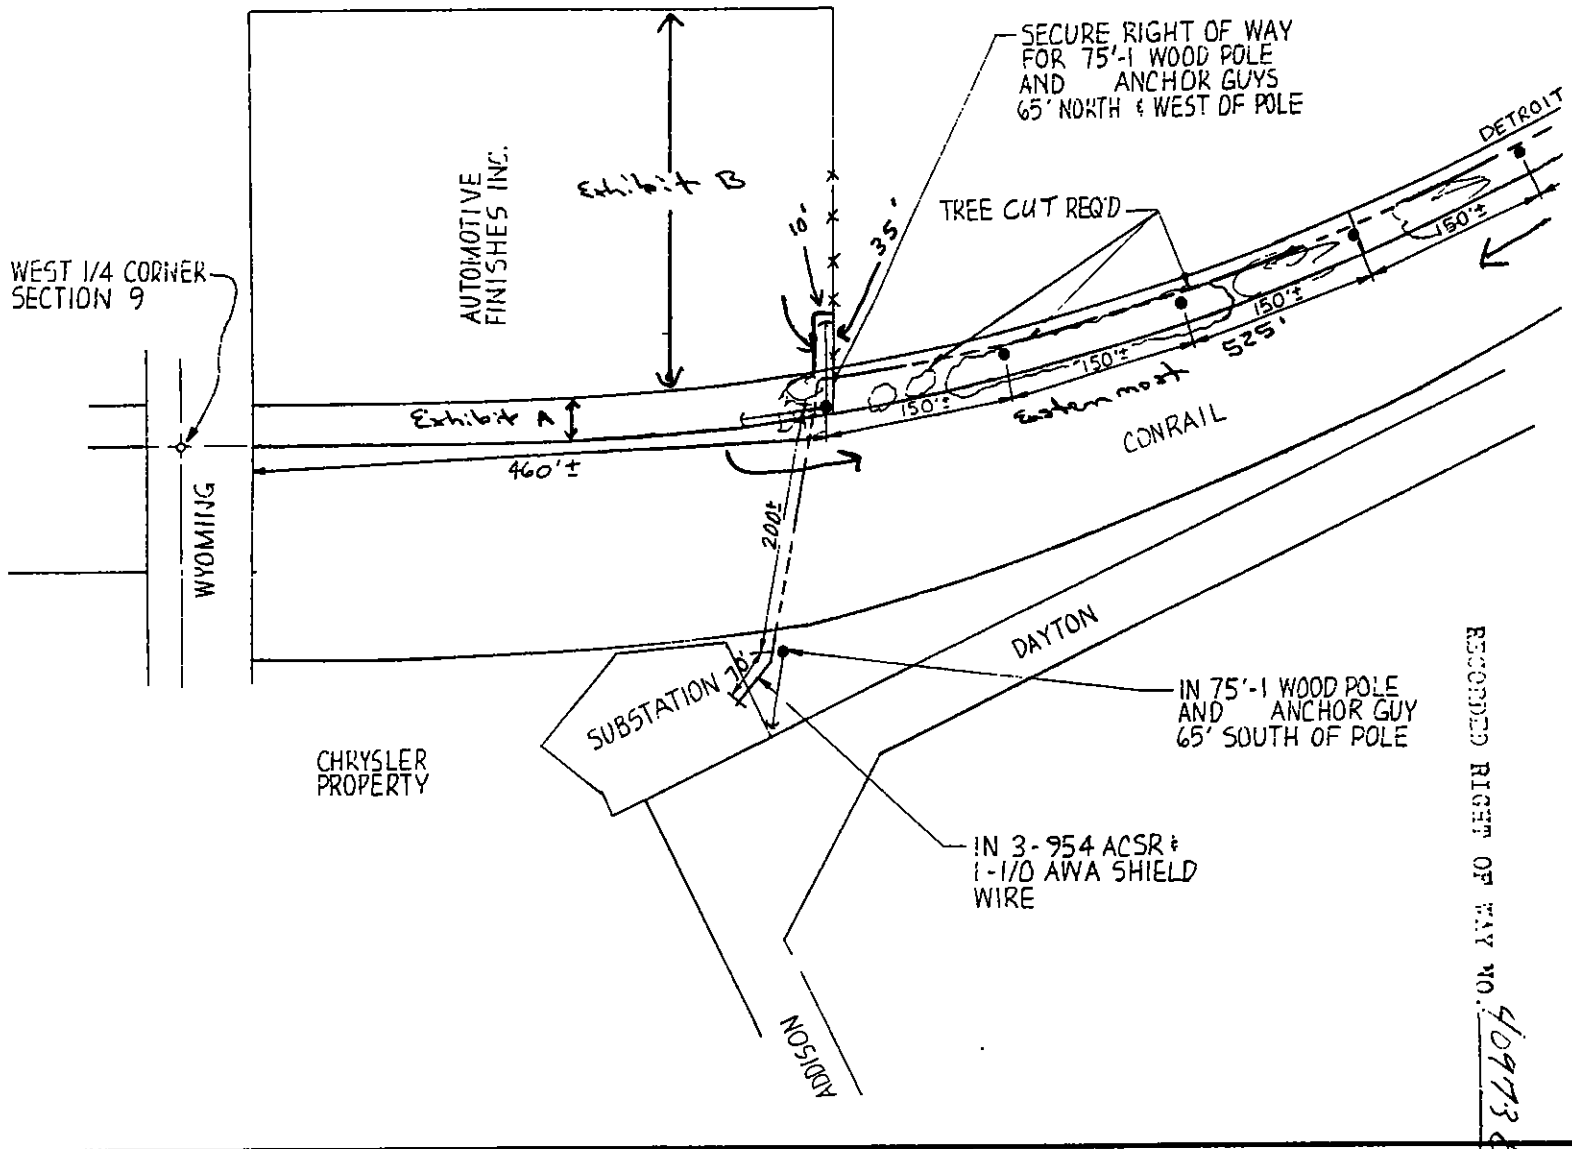 SECURE RIGHT OF WAY
FOR 75'-1 WOOD POLE
AND ANCHOR GUYS
65' NORTH & WEST OF POLE
DETROIT
AUTOMOTIVE
FINISHES INC.
Exhibit B
10'
35'
TREE CUT REQ'D
150'±
150'±
525'
150'±
150'±
Eastern most
WEST 1/4 CORNER
SECTION 9
Exhibit A
460'±
CONRAIL
WYOMING
200±
DAYTON
70'
SUBSTATION
IN 75'-1 WOOD POLE
AND ANCHOR GUY
65' SOUTH OF POLE
CHRYSLER
PROPERTY
IN 3-954 ACSR &
1-1/0 AWA SHIELD
WIRE
ADDISON
RECORDED RIGHT OF WAY NO. 40973